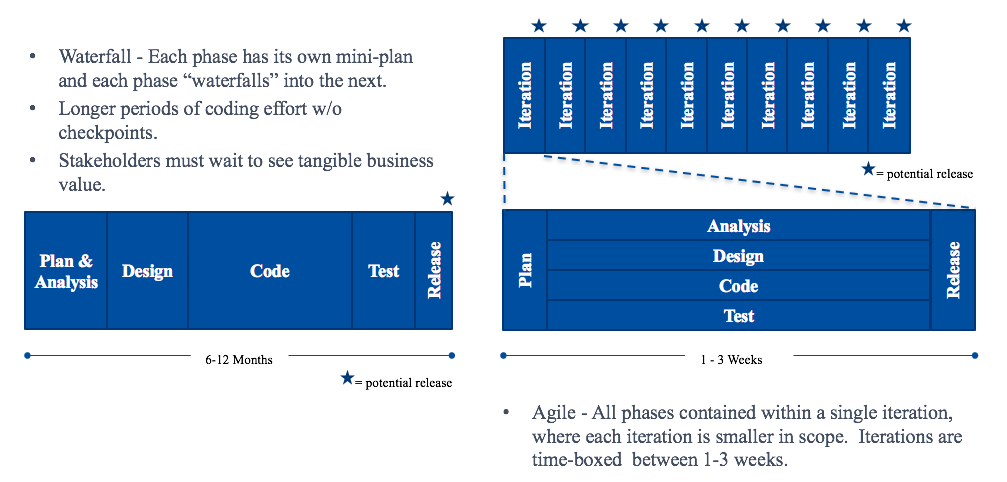 • Waterfall - Each phase has its own mini-plan
and each phase “waterfalls” into the next.
• Longer periods of coding effort w/o
checkpoints.
• Stakeholders must wait to see tangible business
value.
Plan &
Analysis
Design
Code
Test
Release
6-12 Months
★= potential release
Iteration
Iteration
Iteration
Iteration
Iteration
Iteration
Iteration
Iteration
Iteration
Iteration
★= potential release
Plan
Analysis
Design
Code
Test
Release
1 - 3 Weeks
• Agile - All phases contained within a single iteration,
where each iteration is smaller in scope.  Iterations are
time-boxed  between 1-3 weeks.